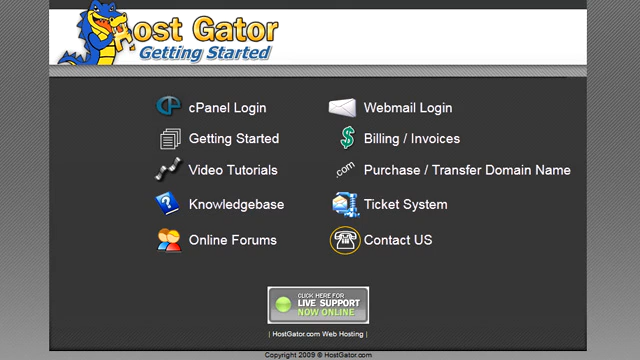 Host Gator
Getting Started
cPanel Login
Webmail Login
Getting Started
Billing / Invoices
Video Tutorials
.com
Purchase / Transfer Domain Name
Knowledgebase
Ticket System
Online Forums
Contact US
CLICK HERE FOR
LIVE SUPPORT
NOW ONLINE
| HostGator.com Web Hosting |
Copyright 2009 © HostGator.com